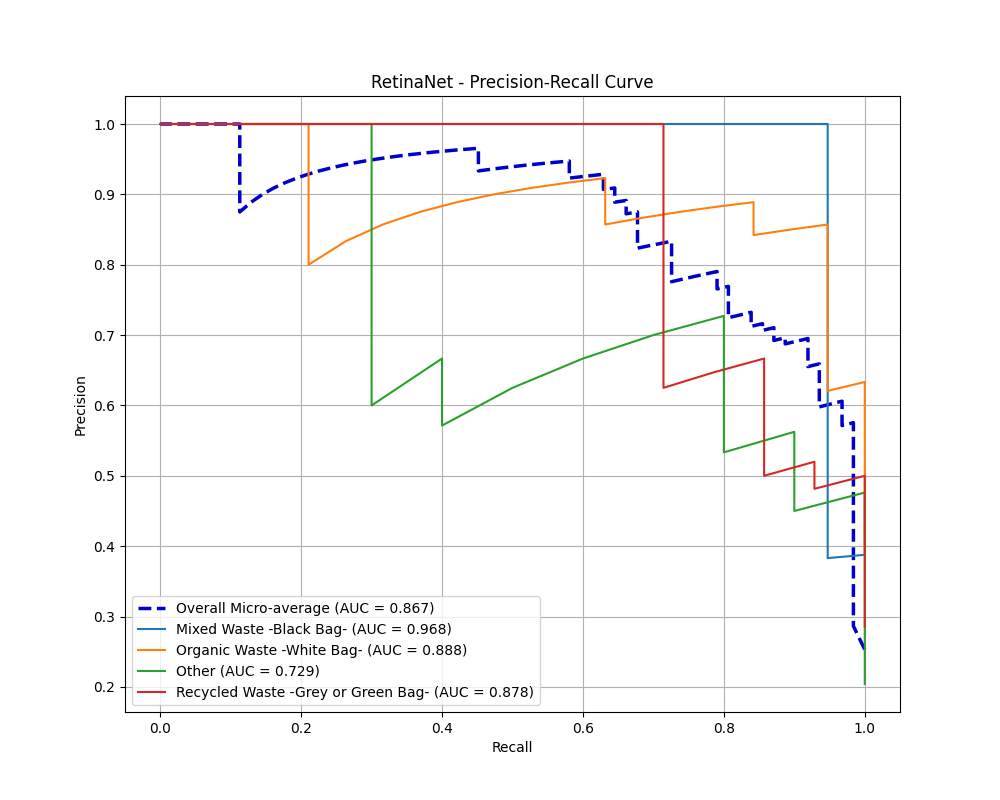 RetinaNet - Precision-Recall Curve
1.0
0.9
0.8
0.7
0.6
0.5
0.4
0.3
0.2
Precision
Overall Micro-average (AUC = 0.867)
Mixed Waste -Black Bag- (AUC = 0.968)
Organic Waste -White Bag- (AUC = 0.888)
Other (AUC = 0.729)
Recycled Waste -Grey or Green Bag- (AUC = 0.878)
0.0 0.2 0.4 0.6 0.8 1.0
Recall